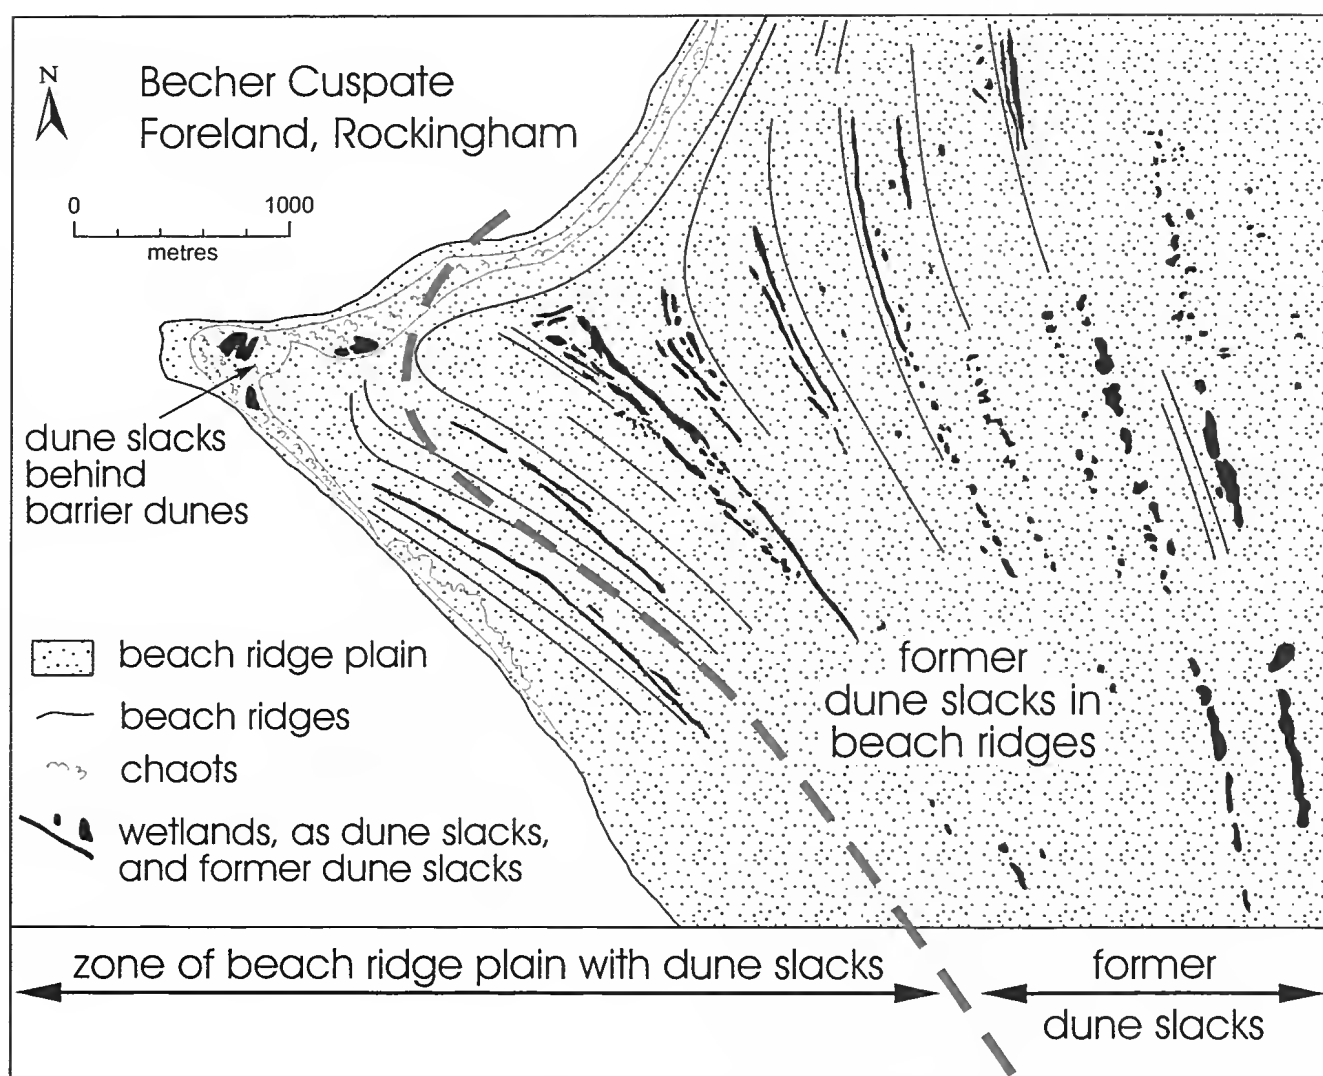 N
Becher Cuspate
Foreland, Rockingham
0 1000
metres
dune slacks
behind
barrier dunes
beach ridge plain
beach ridges
chaots
wetlands, as dune slacks,
and former dune slacks
former
dune slacks in
beach ridges
zone of beach ridge plain with dune slacks
former
dune slacks